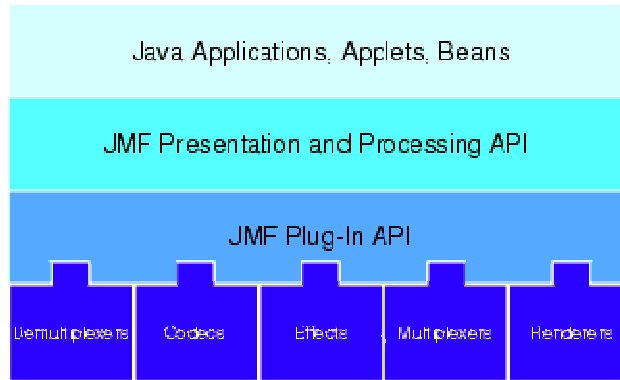 Java Applications, Applets, Beans
JMF Presentation and Processing API
JMF Plug-In API
Demultiplexers Codecs Effects Multiplexers Renderers